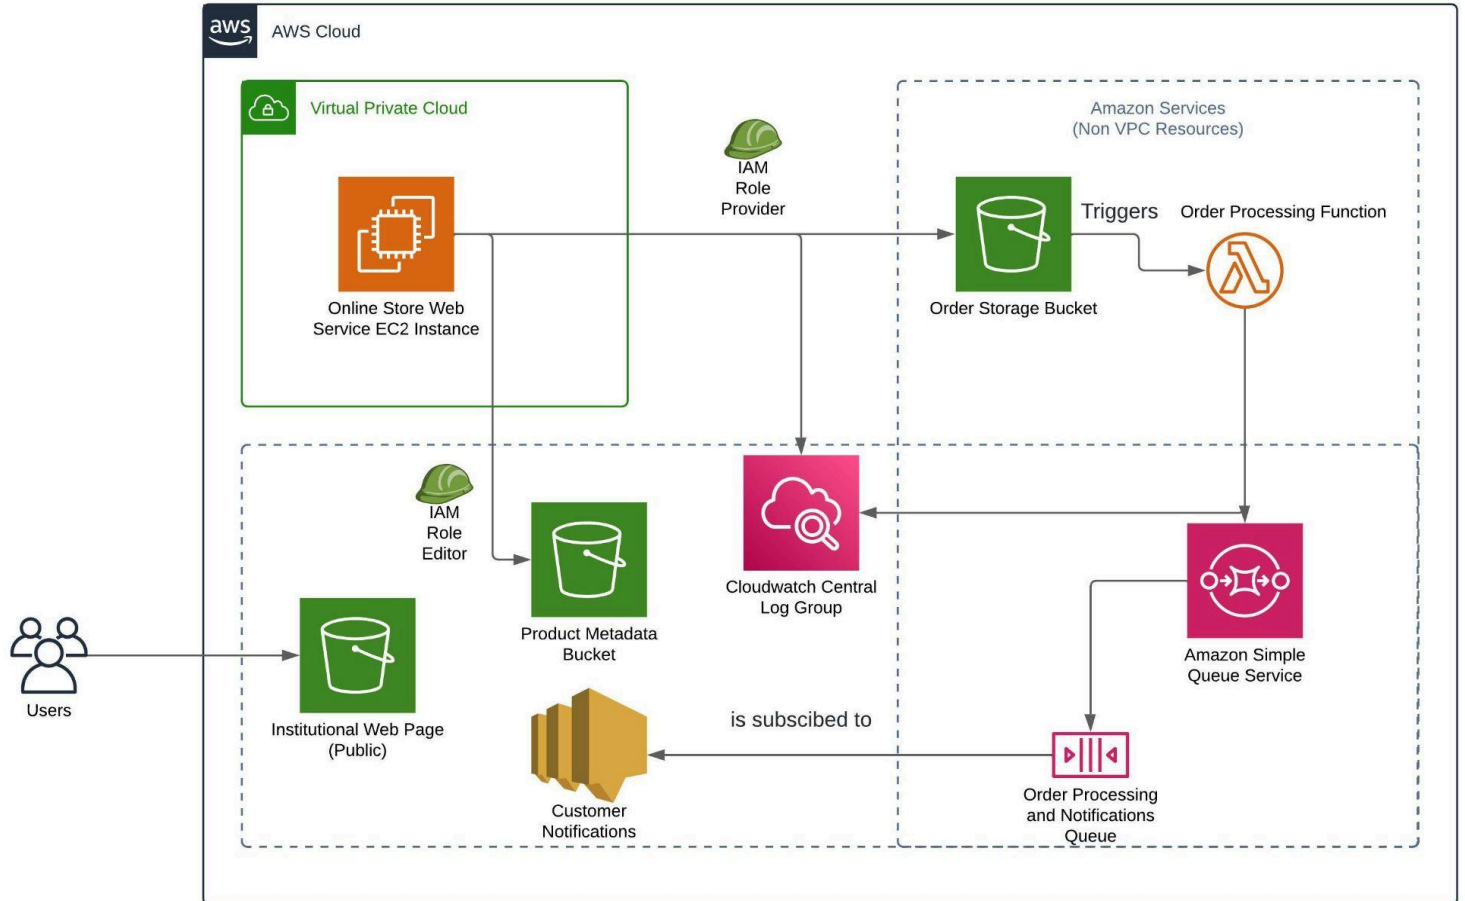 aws
AWS Cloud
Virtual Private Cloud
Amazon Services
(Non VPC Resources)
IAM
Role
Provider
Triggers
Order Processing Function
Online Store Web
Service EC2 Instance
Order Storage Bucket
IAM
Role
Editor
Cloudwatch Central
Log Group
Product Metadata
Bucket
Amazon Simple
Queue Service
Users
Institutional Web Page
(Public)
is subscibed to
Customer
Notifications
Order Processing
and Notifications
Queue